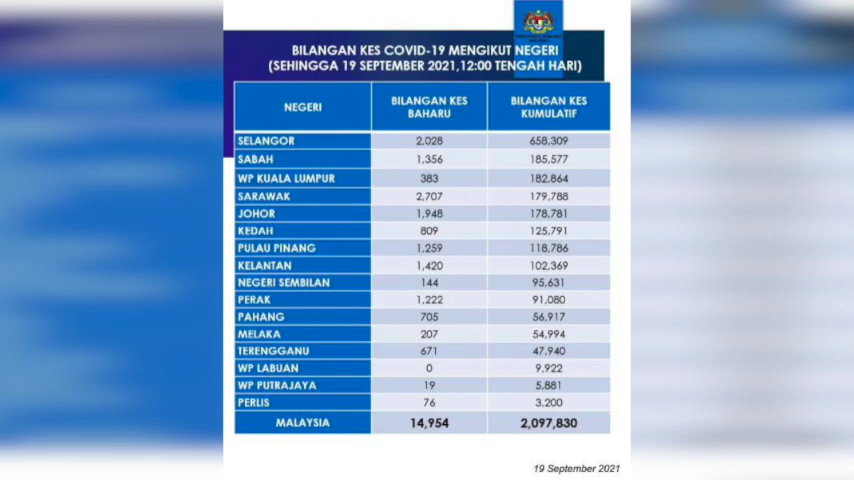 BILANGAN KES COVID-19 MENGIKUT NEGERI
(SEHINGGA 19 SEPTEMBER 2021,12:00 TENGAH HARI)
NEGERI BILANGAN KES BAHARU BILANGAN KES KUMULATIF
SELANGOR 2,028 658,309
SABAH 1,356 185,577
WP KUALA LUMPUR 383 182,864
SARAWAK 2,707 179,788
JOHOR 1,948 178,781
KEDAH 809 125,791
PULAU PINANG 1,259 118,786
KELANTAN 1,420 102,369
NEGERI SEMBILAN 144 95,631
PERAK 1,222 91,080
PAHANG 705 56,917
MELAKA 207 54,994
TERENGGANU 671 47,940
WP LABUAN 0 9,922
WP PUTRAJAYA 19 5,881
PERLIS 76 3,200
MALAYSIA 14,954 2,097,830
19 September 2021